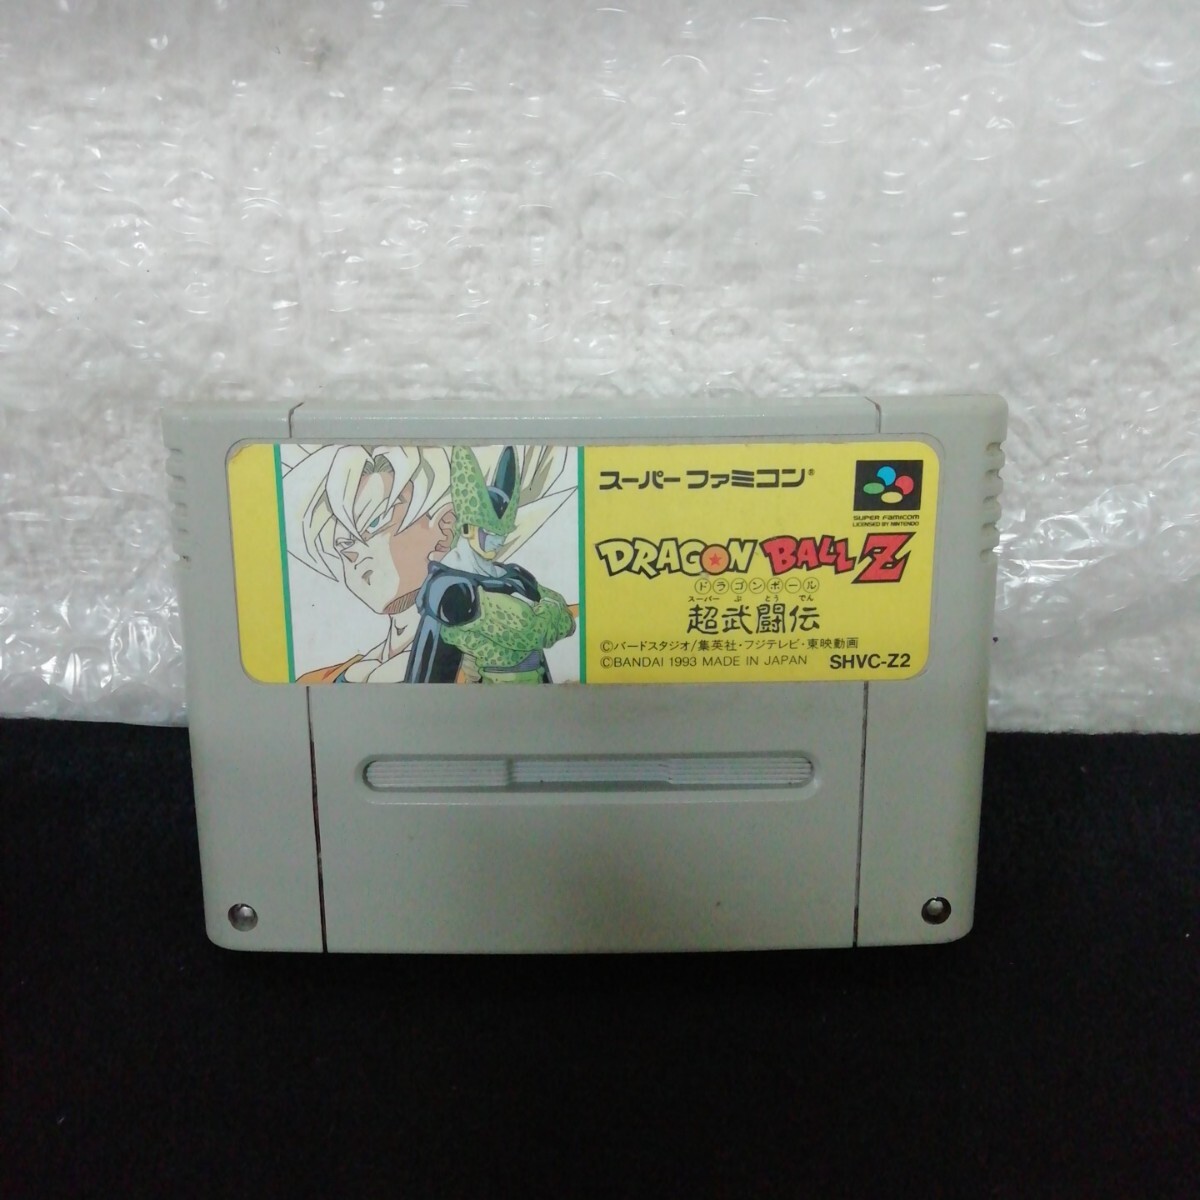 スーパーファミコン®
SUPER FAMICOM
LICENSED BY NINTENDO
DRAGON BALL Z
ドラゴンボール
スーパー ぶ とう でん
超武闘伝
©バードスタジオ/集英社・フジテレビ・東映動画
©BANDAI 1993 MADE IN JAPAN SHVC-Z2